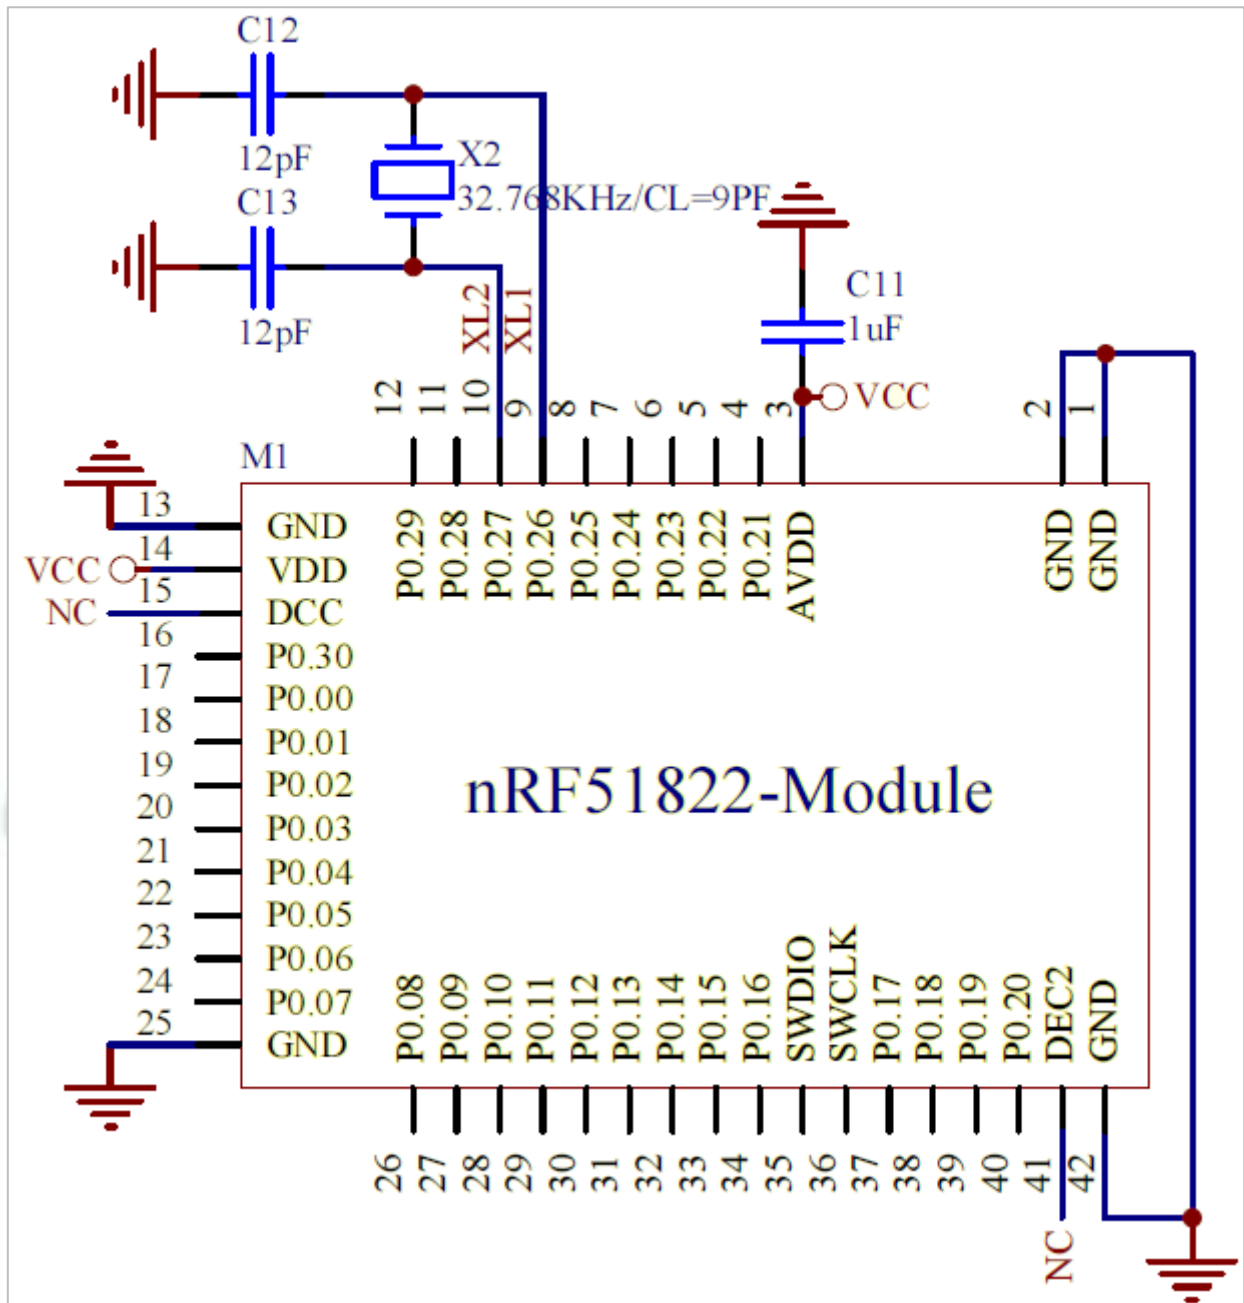 C12
12pF
X2
32.768KHz/CL=9PF
C13
12pF
XL2
XL1
C11
1uF
VCC
12
11
10
9
8
7
6
5
4
3
2
1
M1
P0.29
P0.28
P0.27
P0.26
P0.25
P0.24
P0.23
P0.22
P0.21
AVDD
GND
GND
13 GND
VCC 14 VDD
NC 15 DCC
16 P0.30
17 P0.00
18 P0.01
19 P0.02
20 P0.03
21 P0.04
22 P0.05
23 P0.06
24 P0.07
25 GND
nRF51822-Module
P0.08
P0.09
P0.10
P0.11
P0.12
P0.13
P0.14
P0.15
P0.16
SWDIO
SWCLK
P0.17
P0.18
P0.19
P0.20
DEC2
GND
26
27
28
29
30
31
32
33
34
35
36
37
38
39
40
41
42
NC